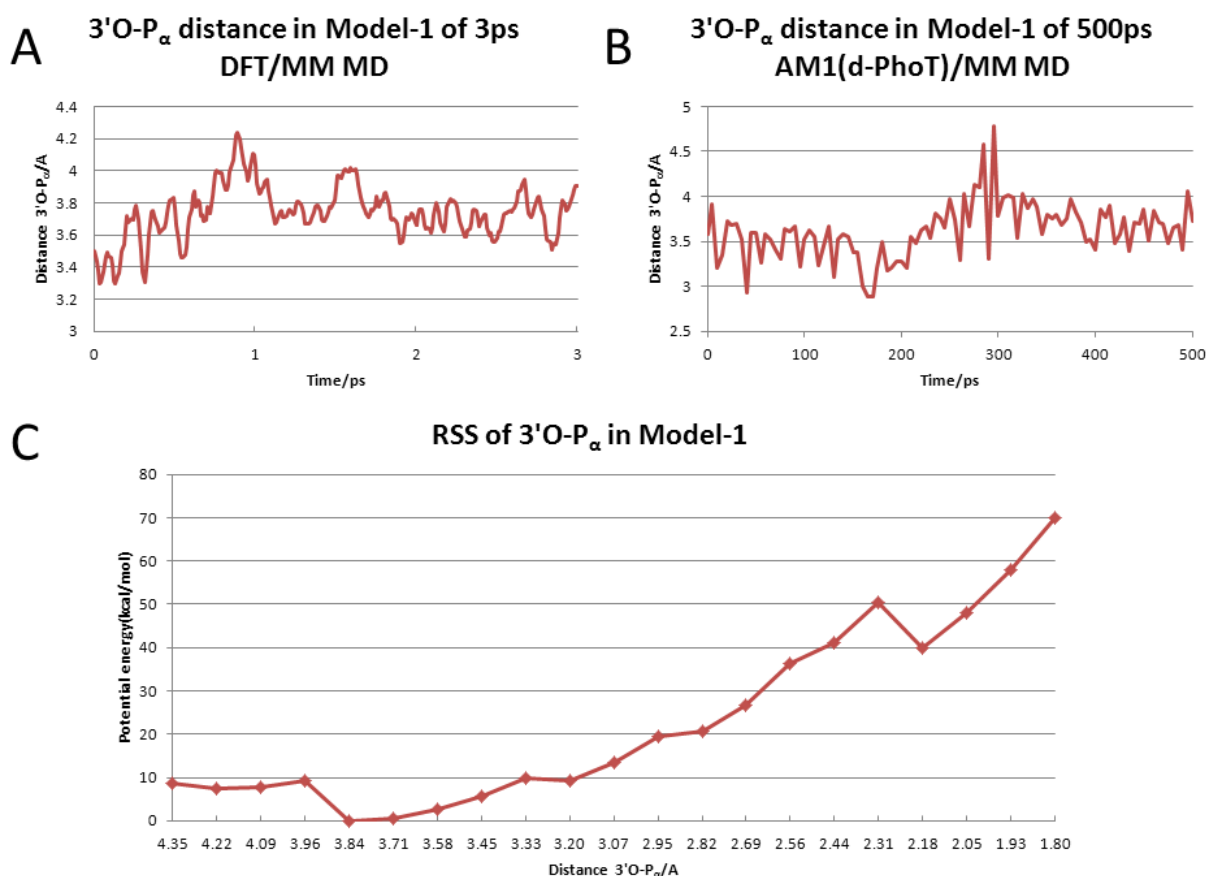 A
3'O-Pα distance in Model-1 of 3ps
DFT/MM MD
Distance 3'O-Pα/A
4.4
4.2
4
3.8
3.6
3.4
3.2
3
0
1
2
3
Time/ps
B
3'O-Pα distance in Model-1 of 500ps
AM1(d-PhoT)/MM MD
Distance 3'O-Pα/A
5
4.5
4
3.5
3
2.5
0
100
200
300
400
500
Time/ps
C
RSS of 3'O-Pα in Model-1
Potential energy(kcal/mol)
80
70
60
50
40
30
20
10
0
4.35 4.22 4.09 3.96 3.84 3.71 3.58 3.45 3.33 3.20 3.07 2.95 2.82 2.69 2.56 2.44 2.31 2.18 2.05 1.93 1.80
Distance 3'O-Pα/A